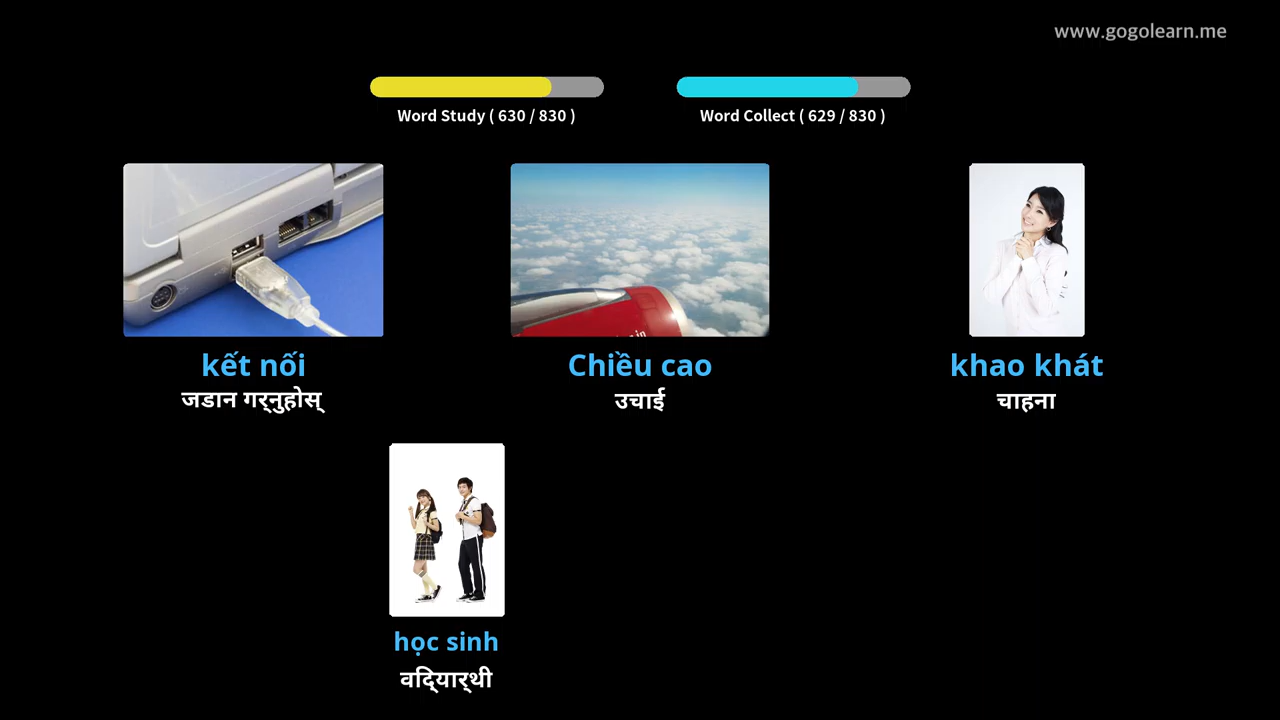 www.gogolearn.me
Word Study ( 630 / 830 )
Word Collect ( 629 / 830 )
kết nối
जडान गर्‍नुहोस्
Chiều cao
उचाई
khao khát
चाहना
học sinh
विद्‍यार्‍थी